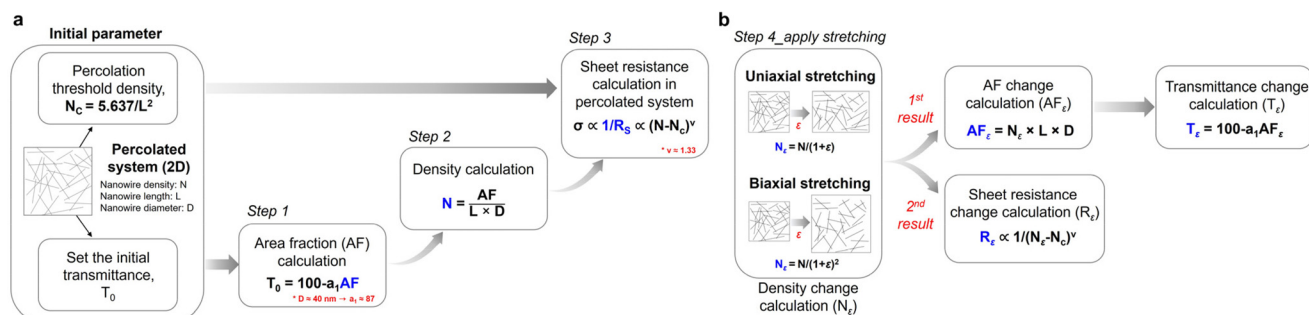 a
Initial parameter
Percolation
threshold density,
N_C = 5.637/L²
Percolated
system (2D)
Nanowire density: N
Nanowire length: L
Nanowire diameter: D
Set the initial
transmittance,
T₀
Step 1
Area fraction (AF)
calculation
T₀ = 100-a₁AF
* D ≈ 40 nm → a₁ ≈ 87
Step 2
Density calculation
N = AF
L × D
Step 3
Sheet resistance
calculation in
percolated system
σ ∝ 1/R_S ∝ (N-N_c)^v
* v ≈ 1.33
b
Step 4_apply stretching
Uniaxial stretching
ε
N_ε = N/(1+ε)
Biaxial stretching
ε
N_ε = N/(1+ε)²
Density change
calculation (N_ε)
1st
result
AF change
calculation (AF_ε)
AF_ε = N_ε × L × D
Transmittance change
calculation (T_ε)
T_ε = 100-a₁AF_ε
2nd
result
Sheet resistance
change calculation (R_ε)
R_ε ∝ 1/(N_ε-N_c)^v